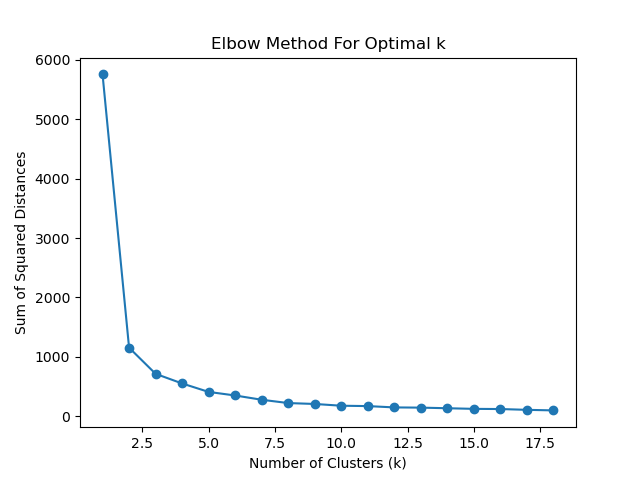 Elbow Method For Optimal k
6000
5000
4000
3000
2000
1000
0
Sum of Squared Distances
2.5 5.0 7.5 10.0 12.5 15.0 17.5
Number of Clusters (k)